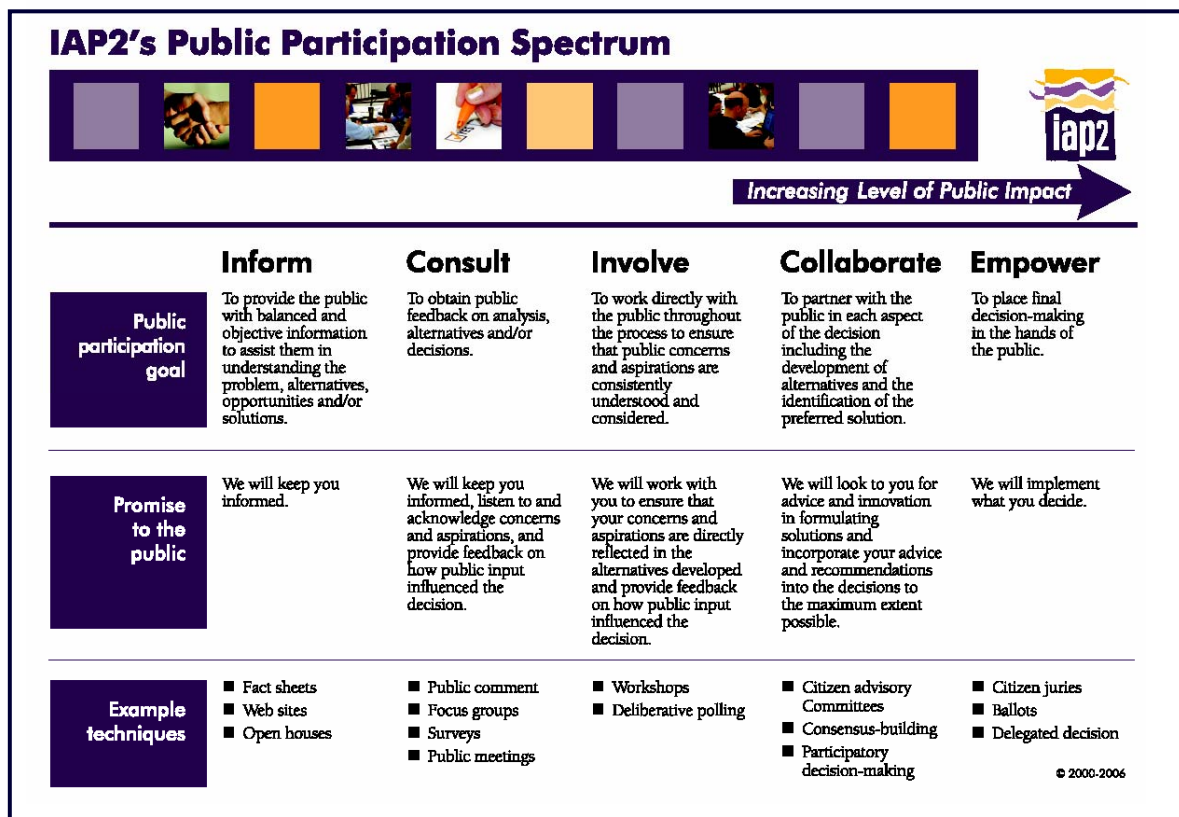 IAP2's Public Participation Spectrum
iap2
Increasing Level of Public Impact
Inform
Consult
Involve
Collaborate
Empower
Public
participation
goal
To provide the public
with balanced and
objective information
to assist them in
understanding the
problem, alternatives,
opportunities and/or
solutions.
To obtain public
feedback on analysis,
alternatives and/or
decisions.
To work directly with
the public throughout
the process to ensure
that public concerns
and aspirations are
consistently
understood and
considered.
To partner with the
public in each aspect
of the decision
including the
development of
alternatives and the
identification of the
preferred solution.
To place final
decision-making
in the hands of
the public.
Promise
to the
public
We will keep you
informed.
We will keep you
informed, listen to and
acknowledge concerns
and aspirations, and
provide feedback on
how public input
influenced the
decision.
We will work with
you to ensure that
your concerns and
aspirations are directly
reflected in the
alternatives developed
and provide feedback
on how public input
influenced the
decision.
We will look to you for
advice and innovation
in formulating
solutions and
incorporate your advice
and recommendations
into the decisions to
the maximum extent
possible.
We will implement
what you decide.
Example
techniques
■ Fact sheets
■ Web sites
■ Open houses
■ Public comment
■ Focus groups
■ Surveys
■ Public meetings
■ Workshops
■ Deliberative polling
■ Citizen advisory
Committees
■ Consensus-building
■ Participatory
decision-making
■ Citizen juries
■ Ballots
■ Delegated decision
© 2000-2006